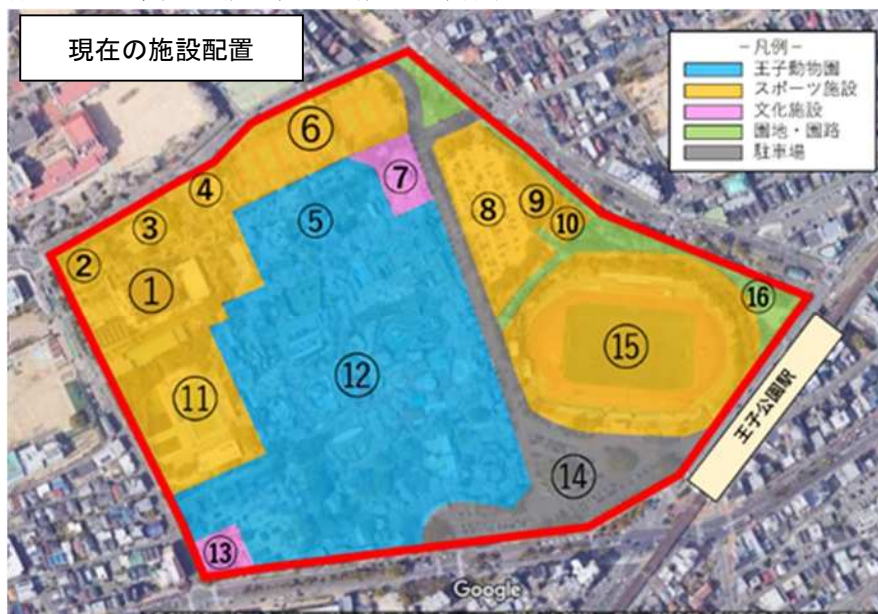 現在の施設配置
－凡例－
王子動物園
スポーツ施設
文化施設
園地・園路
駐車場
⑥
④
⑦
③
⑤
⑧
⑨
②
⑩
①
⑯
⑮
⑫
⑪
王子公園駅
⑭
⑬
Google